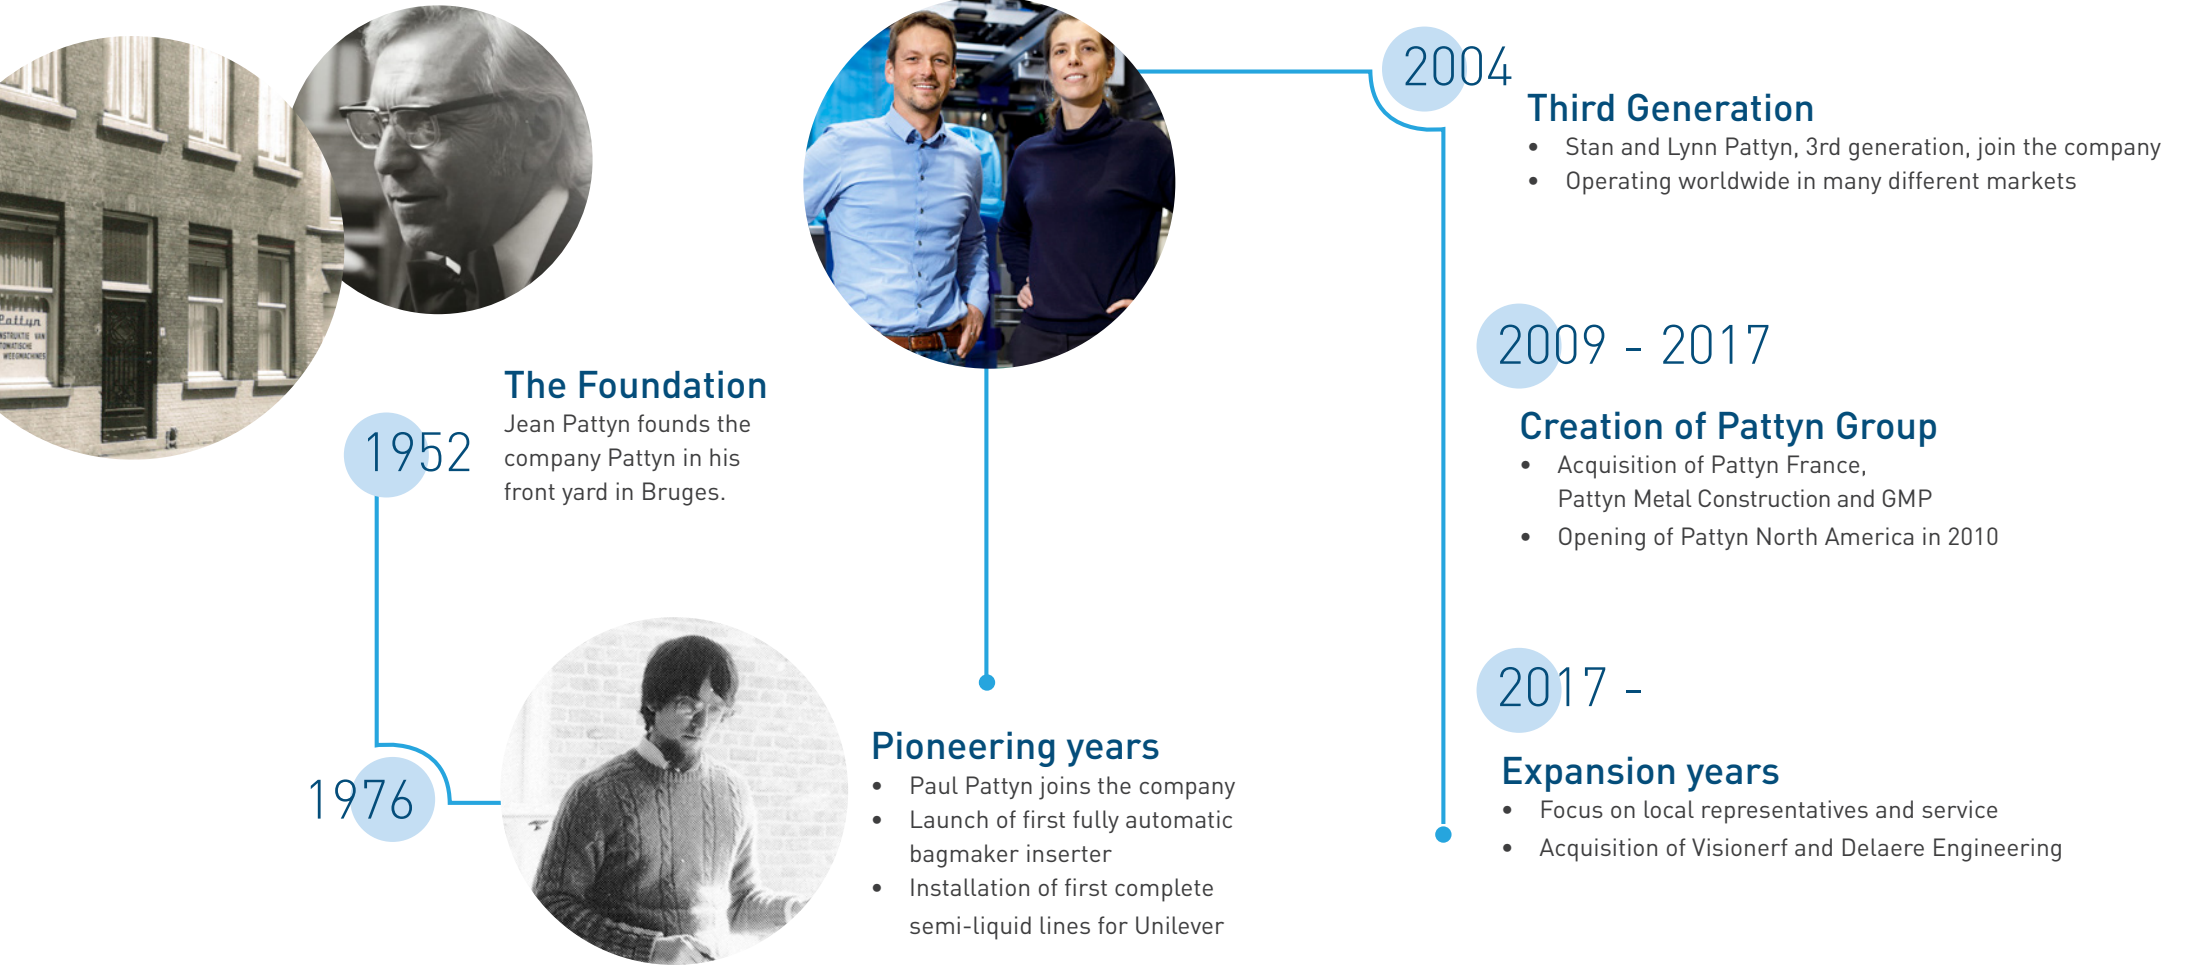 Pattyn
1952
The Foundation
Jean Pattyn founds the
company Pattyn in his
front yard in Bruges.
1976
Pioneering years
• Paul Pattyn joins the company
• Launch of first fully automatic
bagmaker inserter
• Installation of first complete
semi-liquid lines for Unilever
2004
Third Generation
• Stan and Lynn Pattyn, 3rd generation, join the company
• Operating worldwide in many different markets
2009 - 2017
Creation of Pattyn Group
• Acquisition of Pattyn France,
Pattyn Metal Construction and GMP
• Opening of Pattyn North America in 2010
2017 -
Expansion years
• Focus on local representatives and service
• Acquisition of Visionerf and Delaere Engineering